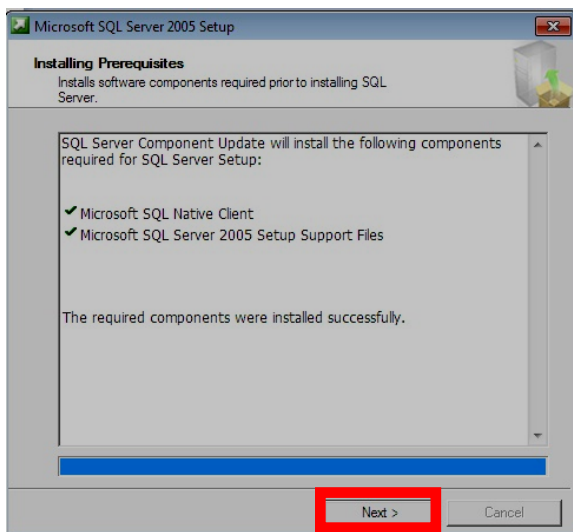 Microsoft SQL Server 2005 Setup
Installing Prerequisites
Installs software components required prior to installing SQL
Server.
SQL Server Component Update will install the following components
required for SQL Server Setup:
Microsoft SQL Native Client
Microsoft SQL Server 2005 Setup Support Files
The required components were installed successfully.
Next >
Cancel